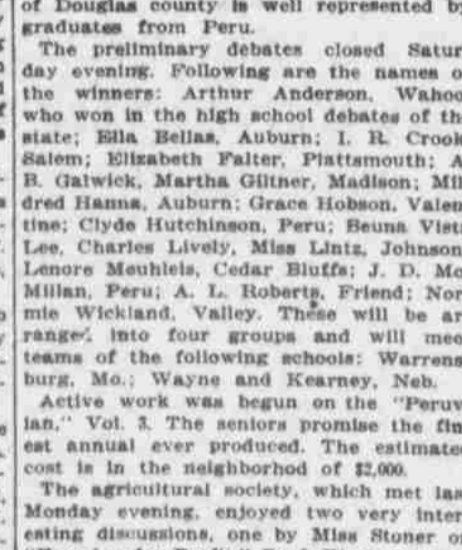 of Douglas county is well represented by
graduates from Peru.
The preliminary debates closed Satur
day evening. Following are the names o
the winners: Arthur Anderson, Wahoo
who won in the high school debates of th
state; Ella Bellas, Auburn; I. R. Crook
Salem; Elizabeth Falter, Plattsmouth; A
B. Galwick, Martha Giltner, Madison; Mil
dred Hanna, Auburn; Grace Hobson, Valen
tine; Clyde Hutchinson, Peru; Beuna Vist
Lee, Charles Lively, Miss Lintz, Johnson
Lenore Meuhleis, Cedar Bluffs; J. D. Mc
Millan, Peru; A. L. Roberts, Friend; Nor
mie Wickland, Valley. These will be ar
ranged into four groups and will mee
teams of the following schools: Warrens
burg, Mo.; Wayne and Kearney, Neb.
Active work was begun on the "Peruv
ian," Vol. 3. The seniors promise the fin
est annual ever produced. The estimate
cost is in the neighborhod of $2,000.
The agricultural society, which met las
Monday evening, enjoyed two very inter
esting discussions, one by Miss Stoner o